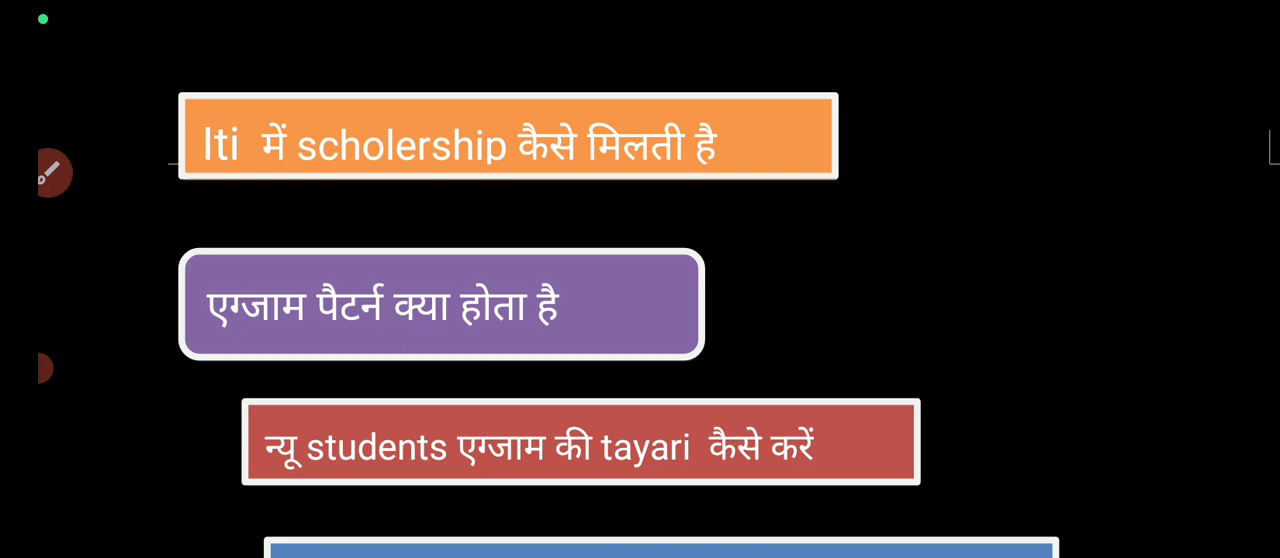 Iti में scholership कैसे मिलती है
एग्जाम पैटर्न क्या होता है
न्यू students एग्जाम की tayari कैसे करें